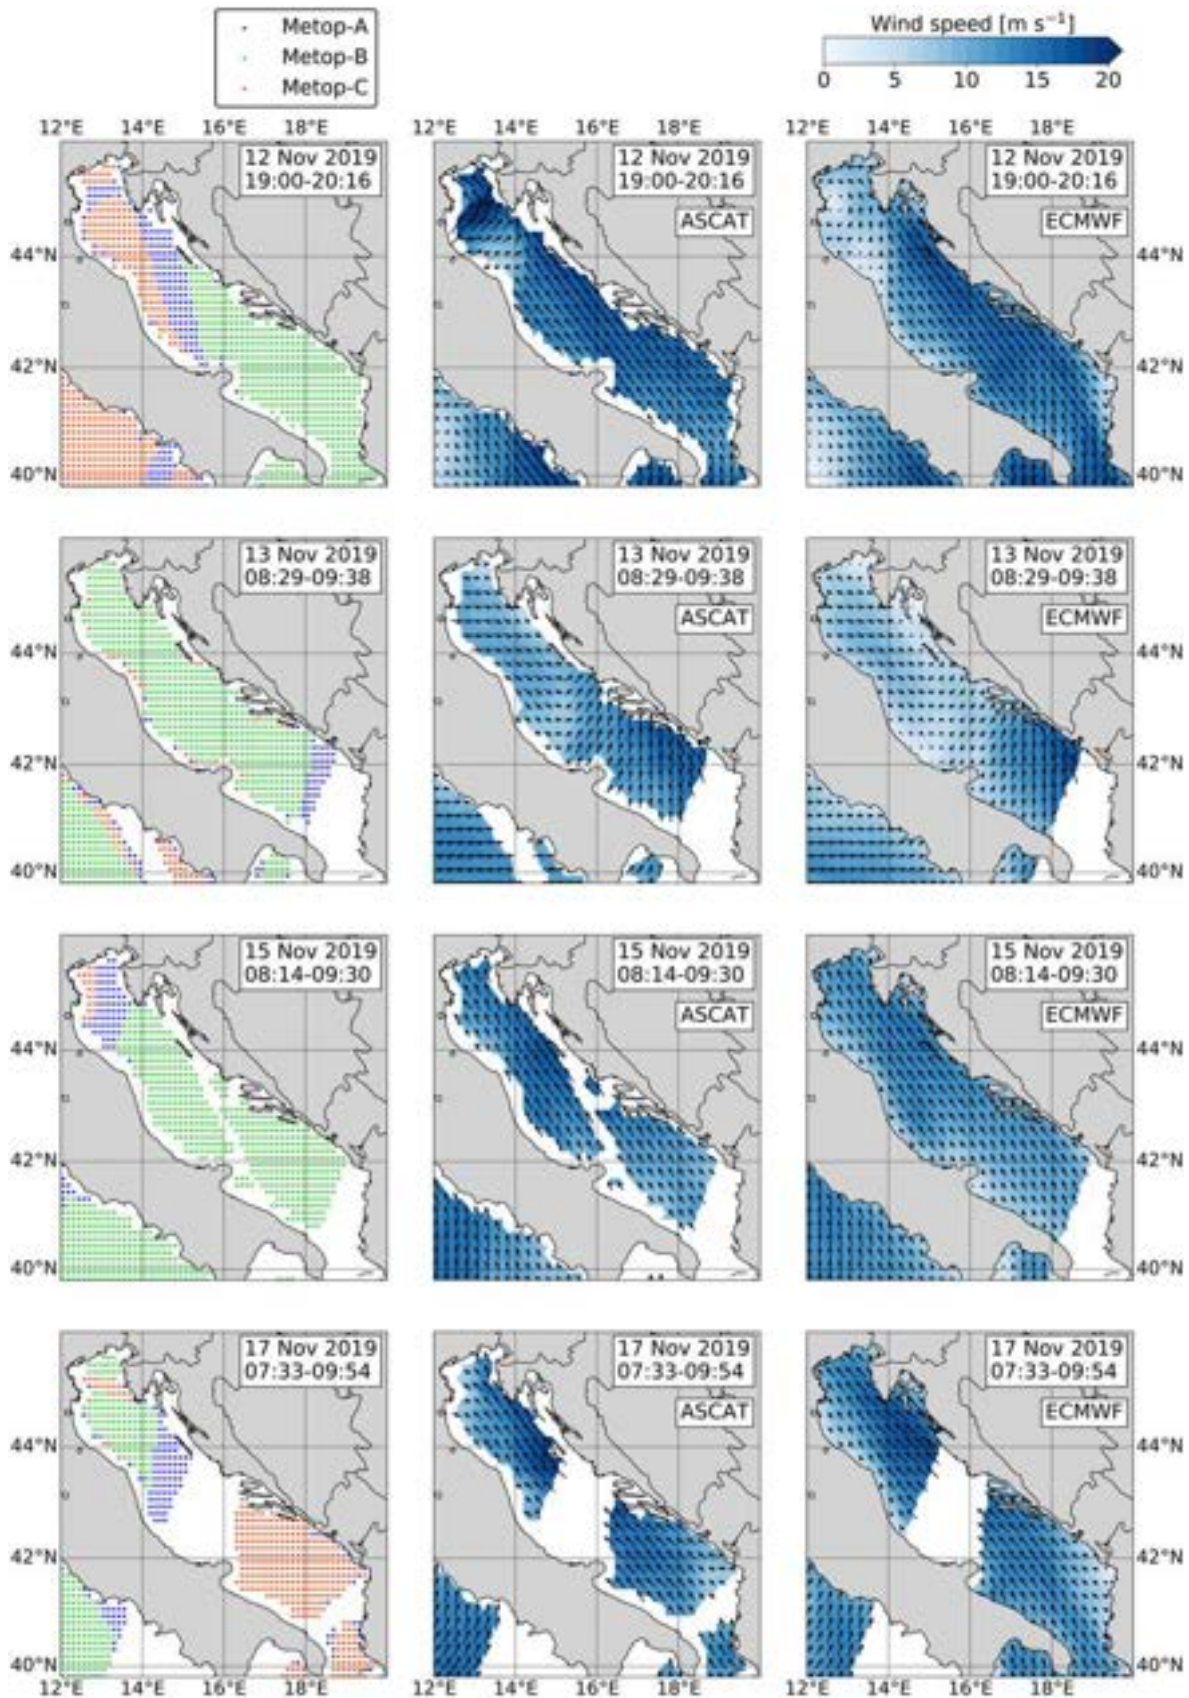 Metop-A
Metop-B
Metop-C
Wind speed [m s⁻¹]
0 5 10 15 20
12°E 14°E 16°E 18°E 12°E 14°E 16°E 18°E 12°E 14°E 16°E 18°E
12 Nov 2019 12 Nov 2019 12 Nov 2019
19:00-20:16 19:00-20:16 19:00-20:16
ASCAT ECMWF
44°N 44°N
42°N 42°N
40°N 40°N
13 Nov 2019 13 Nov 2019 13 Nov 2019
08:29-09:38 08:29-09:38 08:29-09:38
ASCAT ECMWF
44°N 44°N
42°N 42°N
40°N 40°N
15 Nov 2019 15 Nov 2019 15 Nov 2019
08:14-09:30 08:14-09:30 08:14-09:30
ASCAT ECMWF
44°N 44°N
42°N 42°N
40°N 40°N
17 Nov 2019 17 Nov 2019 17 Nov 2019
07:33-09:54 07:33-09:54 07:33-09:54
ASCAT ECMWF
44°N 44°N
42°N 42°N
40°N 40°N
12°E 14°E 16°E 18°E 12°E 14°E 16°E 18°E 12°E 14°E 16°E 18°E